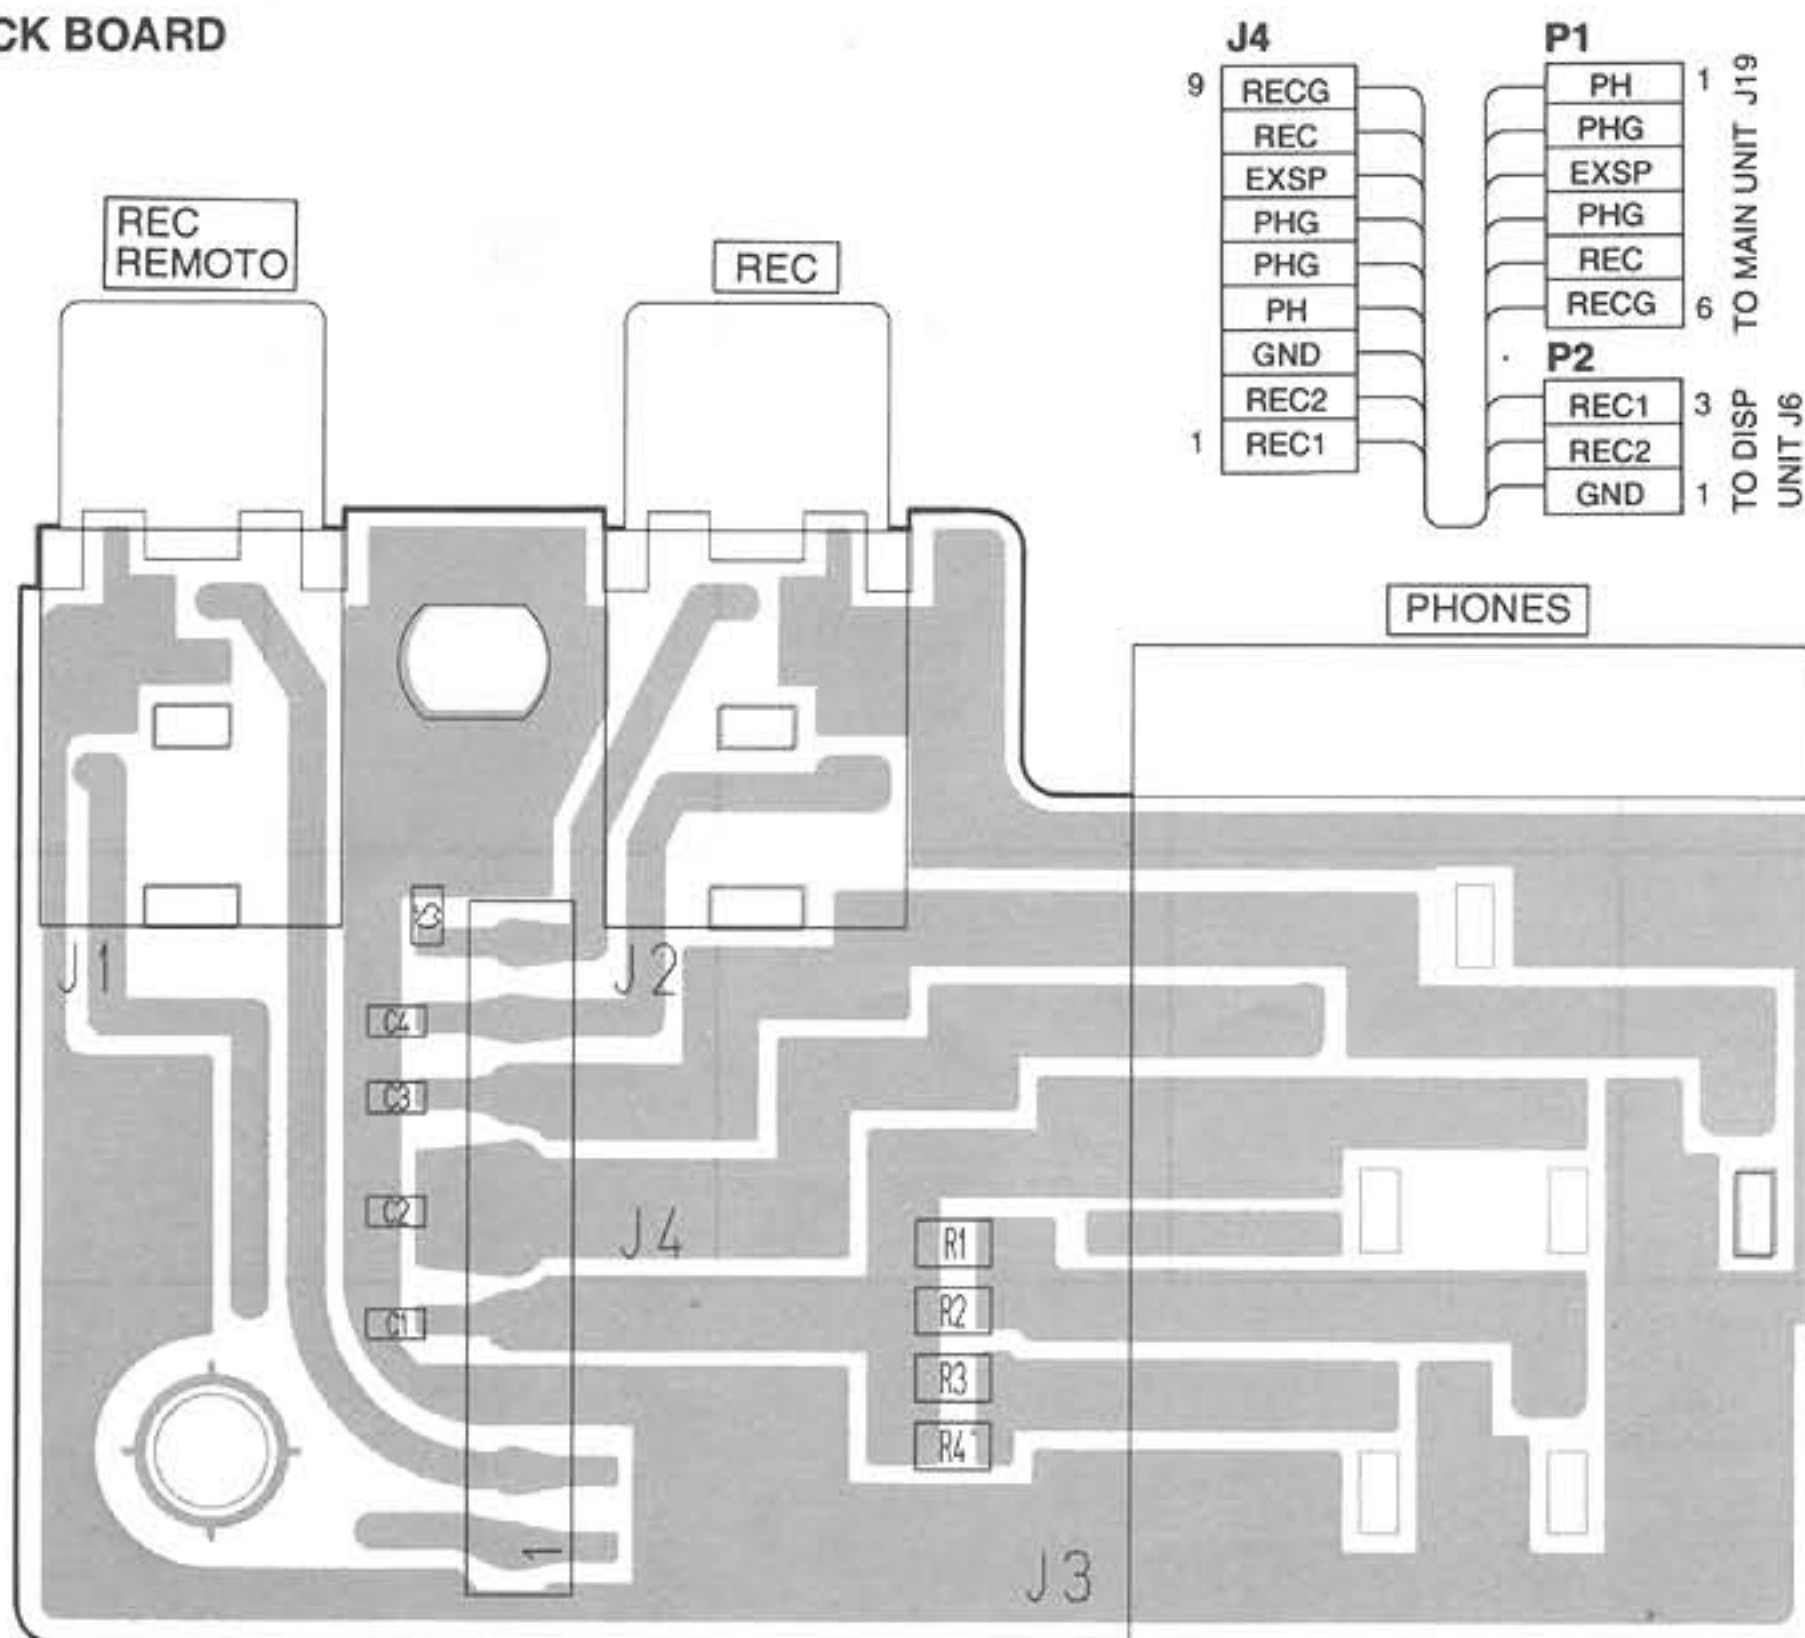 CK BOARD
J4
9
RECG
REC
EXSP
PHG
PHG
PH
GND
REC2
1
REC1
P1
PH
1
PHG
EXSP
PHG
REC
RECG
6
TO MAIN UNIT J19
P2
REC1
3
REC2
GND
1
TO DISP
UNIT J6
REC
REMOTO
REC
PHONES
J1
J2
C4
C3
C2
C1
J4
R1
R2
R3
R4
1
J3